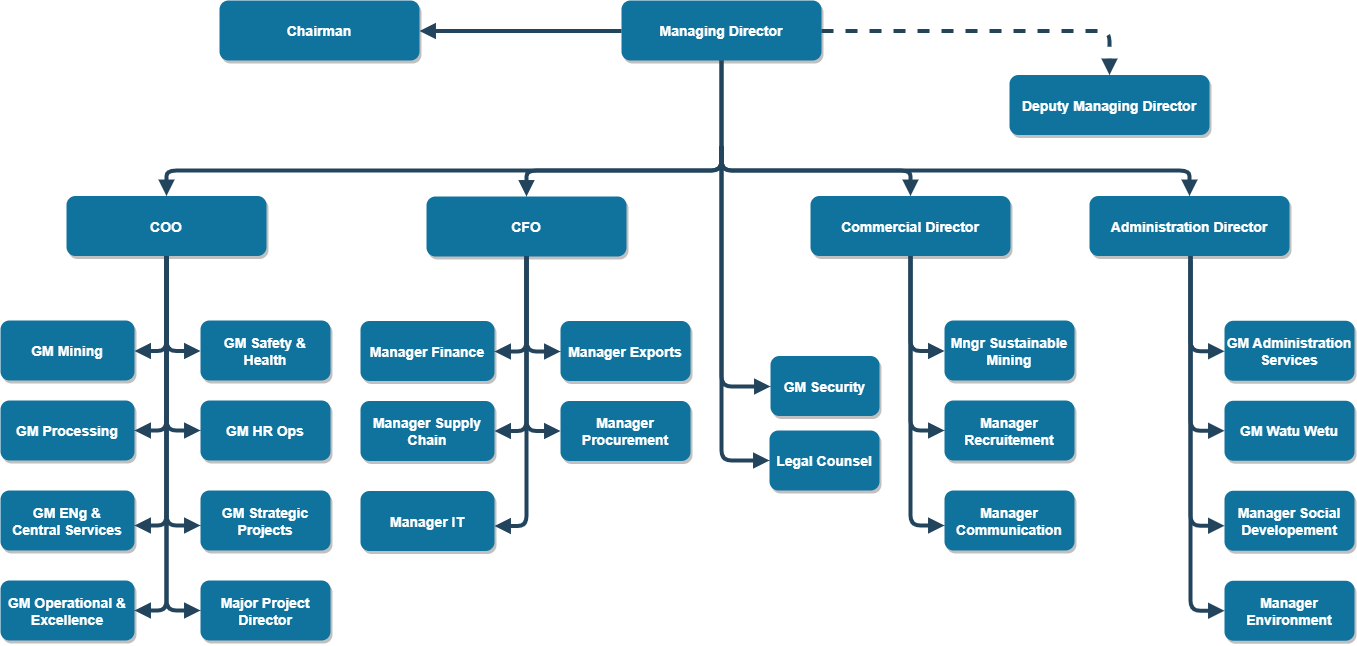 Chairman
Managing Director
Deputy Managing Director
COO
CFO
Commercial Director
Administration Director
GM Mining
GM Safety &
Health
Manager Finance
Manager Exports
GM Security
Mngr Sustainable
Mining
GM Administration
Services
GM Processing
GM HR Ops
Manager Supply
Chain
Manager
Procurement
Legal Counsel
Manager
Recruitement
GM Watu Wetu
GM ENg &
Central Services
GM Strategic
Projects
Manager IT
Manager
Communication
Manager Social
Developement
GM Operational &
Excellence
Major Project
Director
Manager
Environment